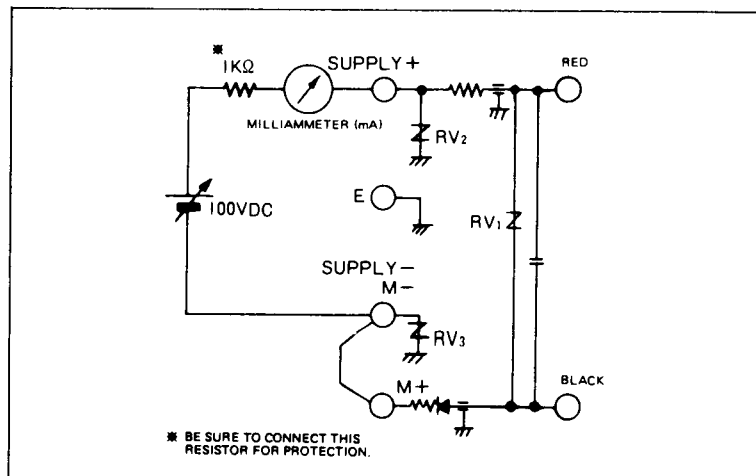 ※
1KΩ
SUPPLY+
RED
MILLIAMMETER (mA)
RV2
E
100VDC
RV1
SUPPLY-
M-
RV3
M+
BLACK
※ BE SURE TO CONNECT THIS
RESISTOR FOR PROTECTION.